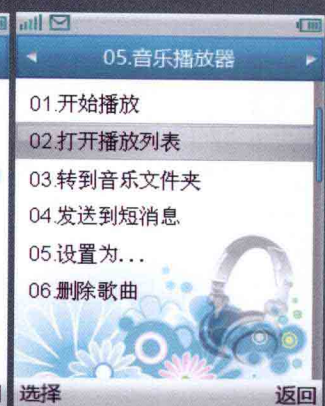 05.音乐播放器
01.开始播放
02.打开播放列表
03.转到音乐文件夹
04.发送到短消息
05.设置为...
06.删除歌曲
选择 返回